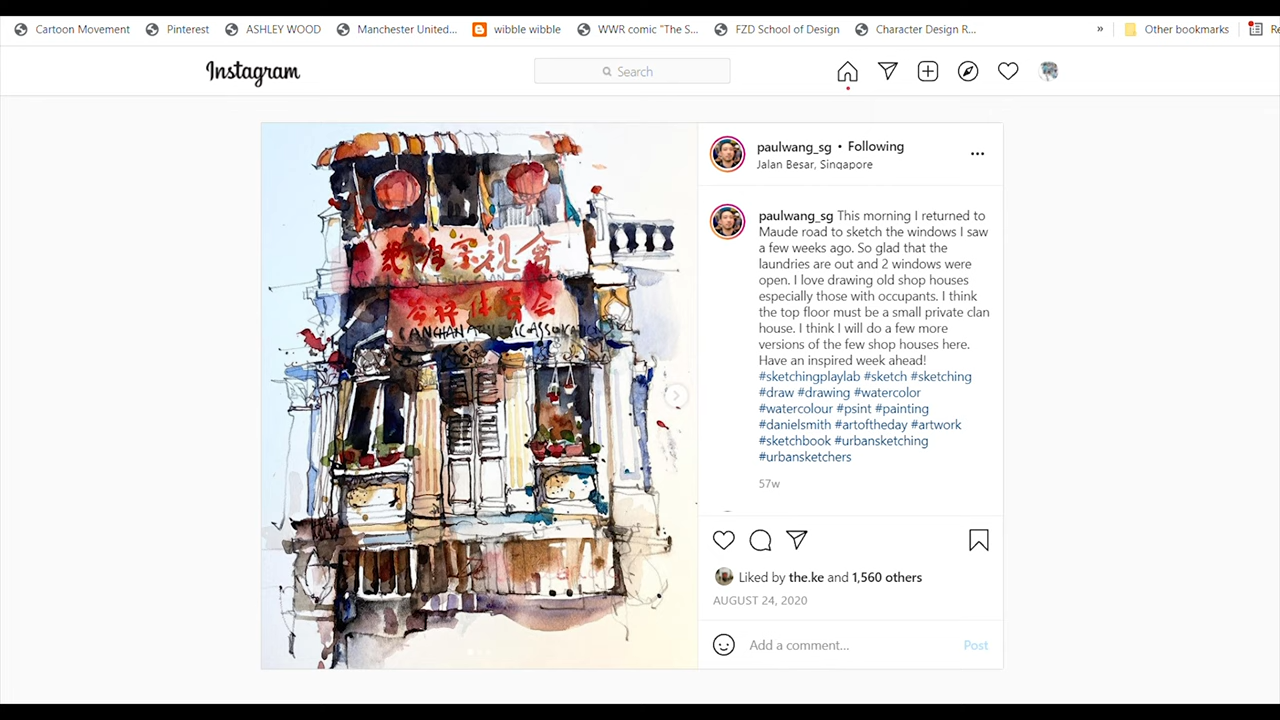 Cartoon Movement
Pinterest
ASHLEY WOOD
Manchester United...
wibble wibble
WWR comic "The S...
FZD School of Design
Character Design R...
»
Other bookmarks
Re
Instagram
Search
paulwang_sg • Following
Jalan Besar, Singapore
paulwang_sg This morning I returned to
Maude road to sketch the windows I saw
a few weeks ago. So glad that the
laundries are out and 2 windows were
open. I love drawing old shop houses
especially those with occupants. I think
the top floor must be a small private clan
house. I think I will do a few more
versions of the few shop houses here.
Have an inspired week ahead!
#sketchingplaylab #sketch #sketching
#draw #drawing #watercolor
#watercolour #psint #painting
#danielsmith #artoftheday #artwork
#sketchbook #urbansketching
#urbansketchers
57w
Liked by the.ke and 1,560 others
AUGUST 24, 2020
Add a comment...
Post
CLAN
ASSOCIATION